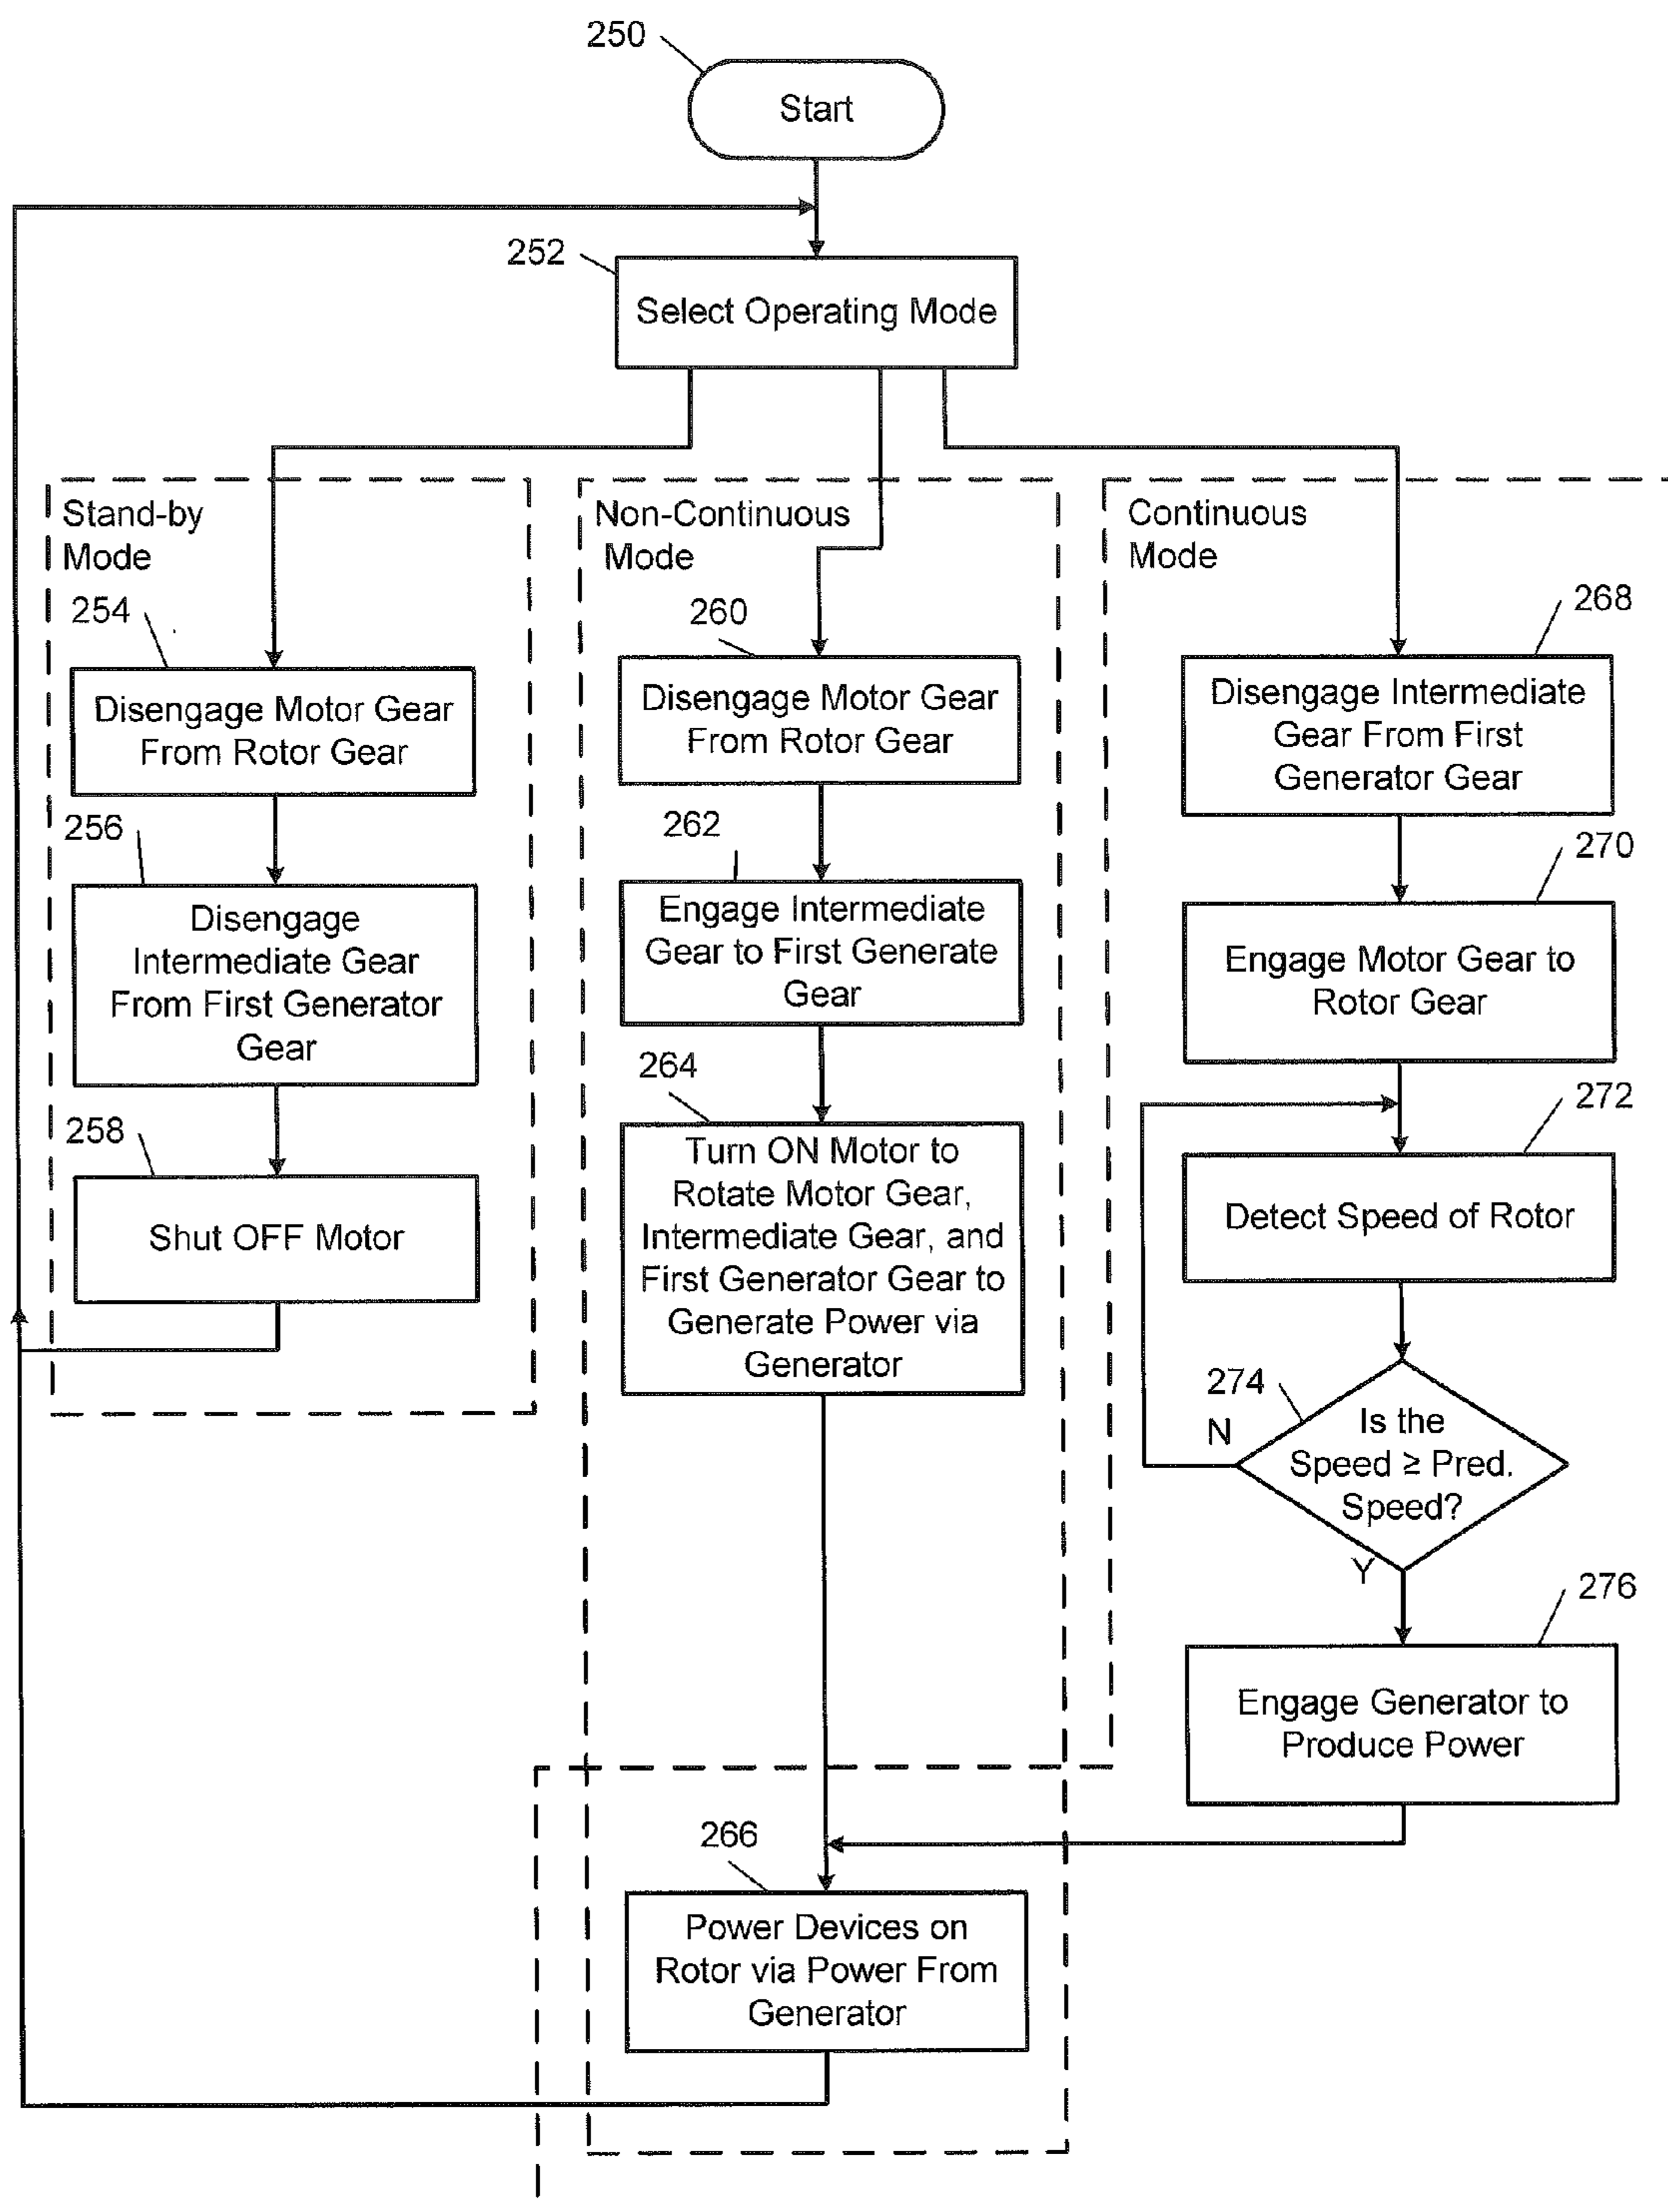 250
Start
252
Select Operating Mode
Stand-by
Mode
254
Disengage Motor Gear
From Rotor Gear
256
Disengage
Intermediate Gear
From First Generator
Gear
258
Shut OFF Motor
Non-Continuous
Mode
260
Disengage Motor Gear
From Rotor Gear
262
Engage Intermediate
Gear to First Generate
Gear
264
Turn ON Motor to
Rotate Motor Gear,
Intermediate Gear, and
First Generator Gear to
Generate Power via
Generator
266
Power Devices on
Rotor via Power From
Generator
Continuous
Mode
268
Disengage Intermediate
Gear From First
Generator Gear
270
Engage Motor Gear to
Rotor Gear
272
Detect Speed of Rotor
274
N
Is the
Speed ≥ Pred.
Speed?
Y
276
Engage Generator to
Produce Power